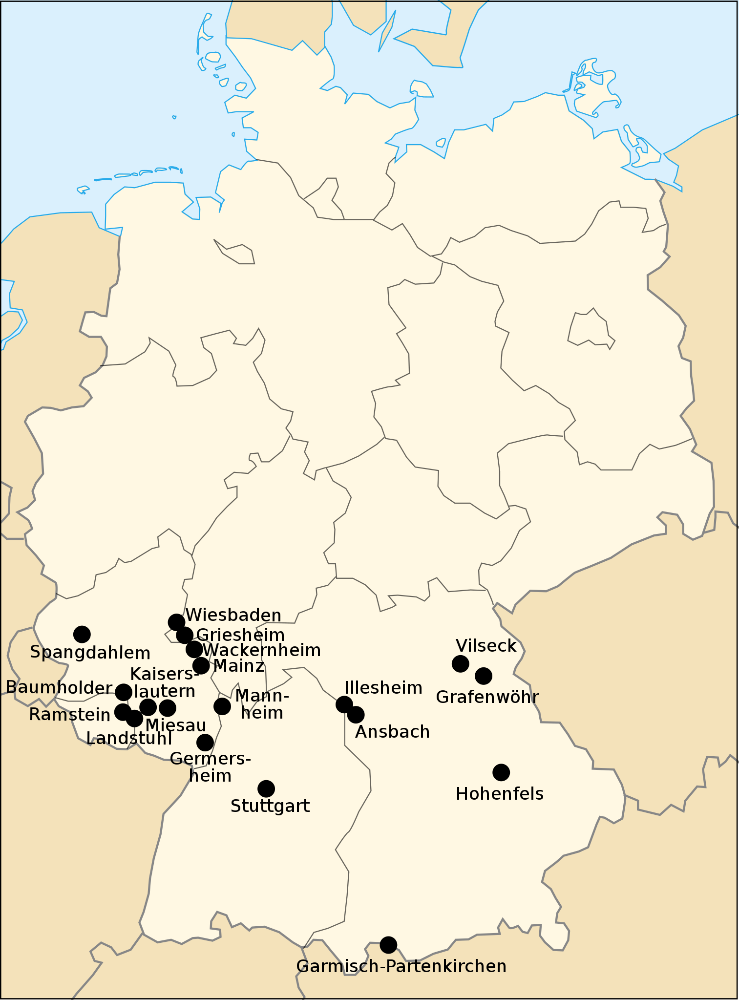 Wiesbaden
Griesheim
Wackernheim
Mainz
Spangdahlem
Kaisers-
lautern
Baumholder
Ramstein
Miesau
Landstuhl
Mann-
heim
Germers-
heim
Stuttgart
Vilseck
Grafenwöhr
Illesheim
Ansbach
Hohenfels
Garmisch-Partenkirchen